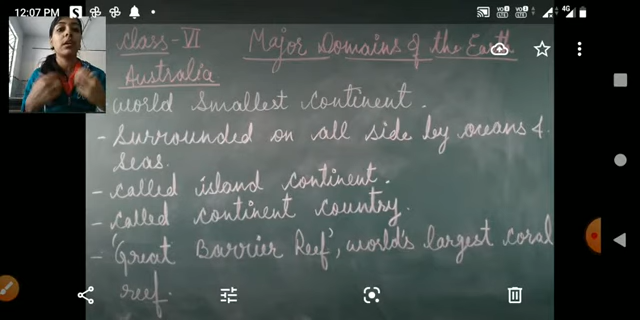 12:07 PM
4G
Class-VI Major Domains of the Earth
Australia
world Smallest continent.
- Surrounded on all side by oceans &
Seas.
- called island continent.
- called continent country.
- 'Great Barrier Reef', world's largest coral
reef.